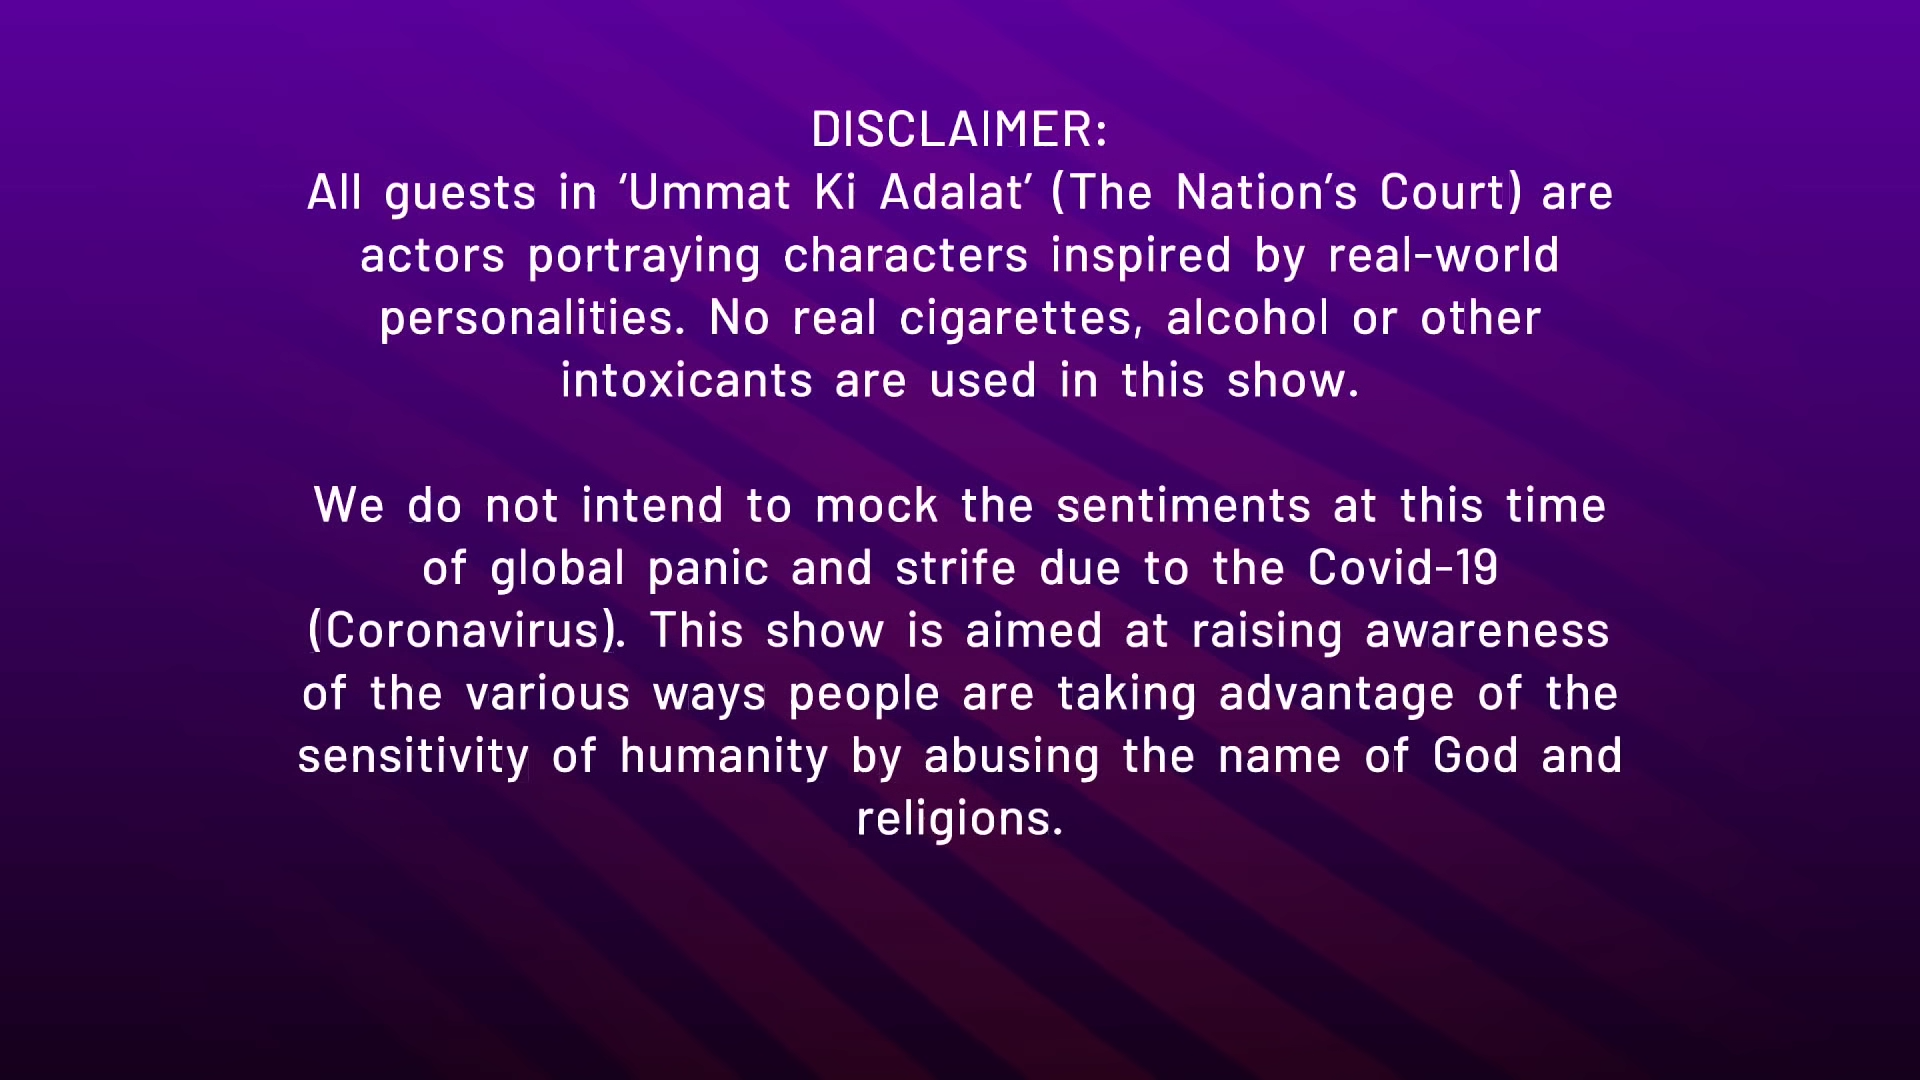 DISCLAIMER:
All guests in ‘Ummat Ki Adalat’ (The Nation’s Court) are
actors portraying characters inspired by real-world
personalities. No real cigarettes, alcohol or other
intoxicants are used in this show.
We do not intend to mock the sentiments at this time
of global panic and strife due to the Covid-19
(Coronavirus). This show is aimed at raising awareness
of the various ways people are taking advantage of the
sensitivity of humanity by abusing the name of God and
religions.